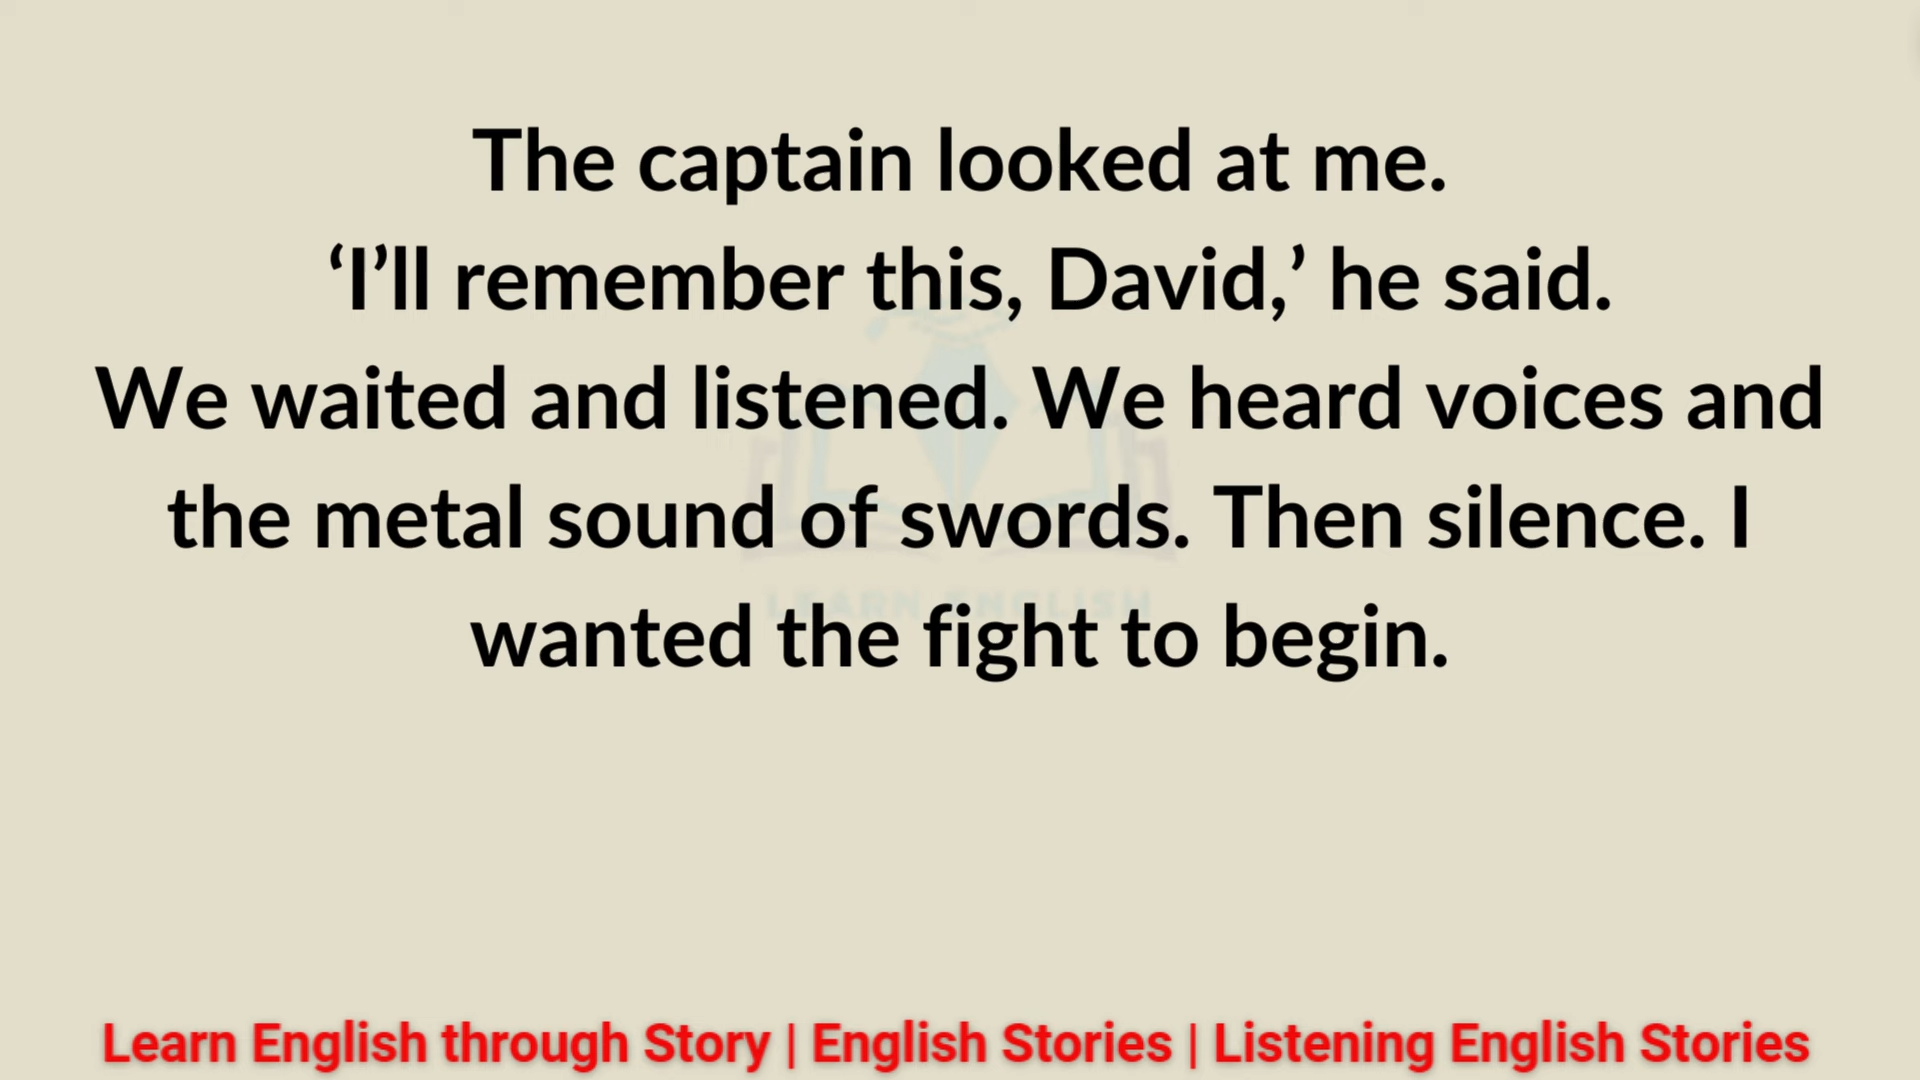 The captain looked at me.
‘I’ll remember this, David,’ he said.
We waited and listened. We heard voices and
the metal sound of swords. Then silence. I
wanted the fight to begin.
LEARN ENGLISH
Learn English through Story | English Stories | Listening English Stories